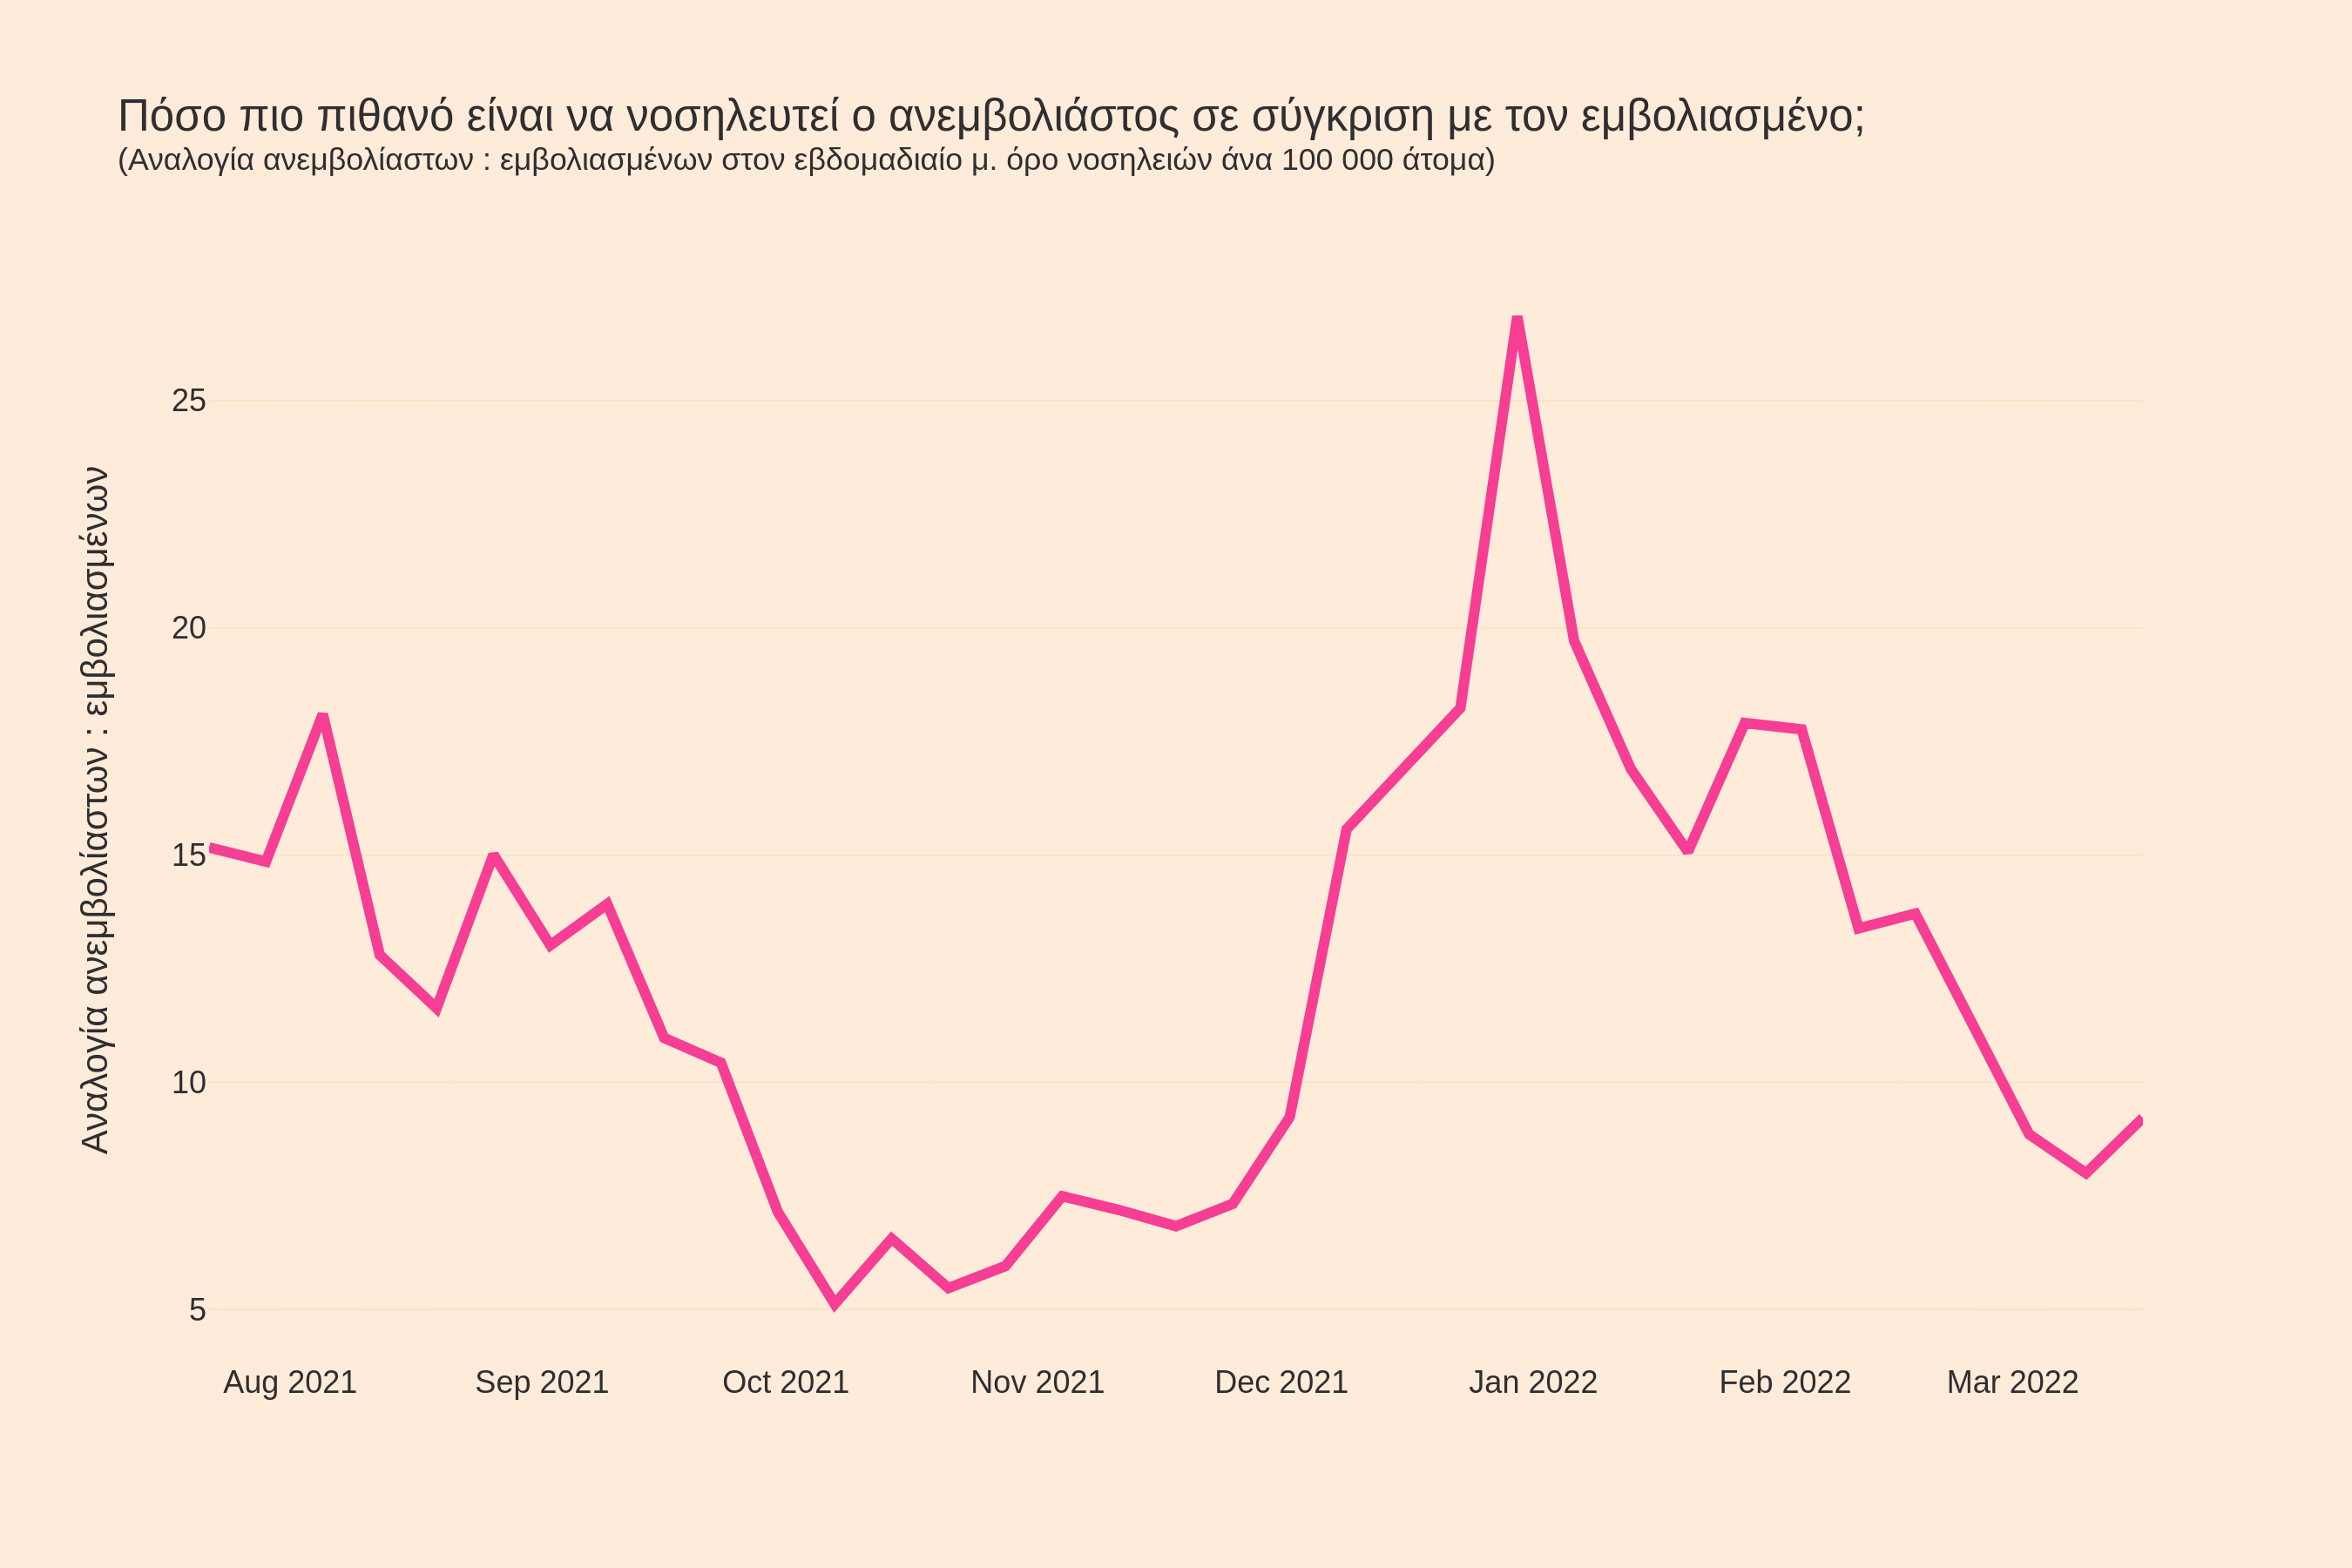 Πόσο πιο πιθανό είναι να νοσηλευτεί ο ανεμβολιάστος σε σύγκριση με τον εμβολιασμένο;
(Αναλογία ανεμβολίαστων : εμβολιασμένων στον εβδομαδιαίο μ. όρο νοσηλειών άνα 100 000 άτομα)
Αναλογία ανεμβολίαστων : εμβολιασμένων
25
20
15
10
5
Aug 2021
Sep 2021
Oct 2021
Nov 2021
Dec 2021
Jan 2022
Feb 2022
Mar 2022